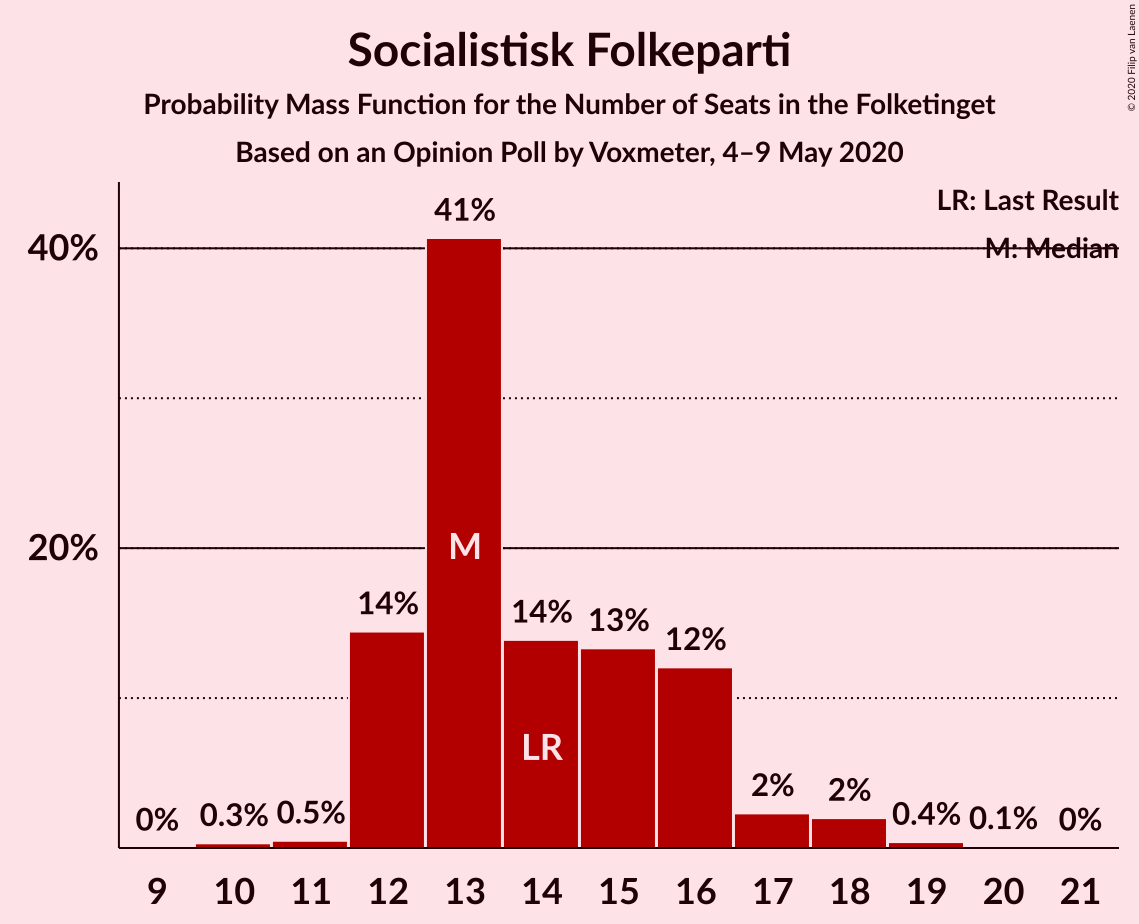 Socialistisk Folkeparti
Probability Mass Function for the Number of Seats in the Folketinget
Based on an Opinion Poll by Voxmeter, 4–9 May 2020
© 2020 Filip van Laenen
LR: Last Result
M: Median
41%
40%
M
20%
14%
14%
13%
12%
LR
0%
0.3%
0.5%
2%
2%
0.4%
0.1%
0%
9 10 11 12 13 14 15 16 17 18 19 20 21